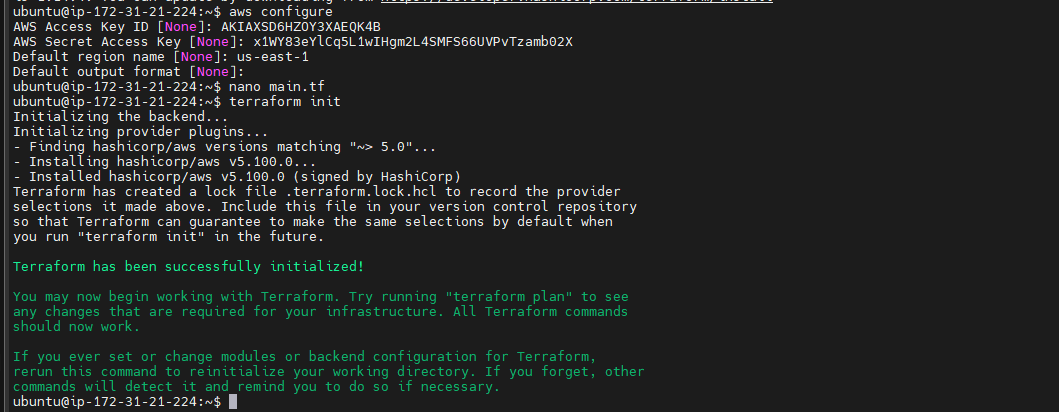 You can update by downloading from
ubuntu@ip-172-31-21-224:~$ aws configure
AWS Access Key ID [None]: AKIAXSD6HZOY3XAEQK4B
AWS Secret Access Key [None]: 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
Default region name [None]: us-east-1
Default output format [None]:
ubuntu@ip-172-31-21-224:~$ nano main.tf
ubuntu@ip-172-31-21-224:~$ terraform init
Initializing the backend...
Initializing provider plugins...
- Finding hashicorp/aws versions matching "~> 5.0"...
- Installing hashicorp/aws v5.100.0...
- Installed hashicorp/aws v5.100.0 (signed by HashiCorp)
Terraform has created a lock file .terraform.lock.hcl to record the provider
selections it made above. Include this file in your version control repository
so that Terraform can guarantee to make the same selections by default when
you run "terraform init" in the future.
Terraform has been successfully initialized!
You may now begin working with Terraform. Try running "terraform plan" to see
any changes that are required for your infrastructure. All Terraform commands
should now work.
If you ever set or change modules or backend configuration for Terraform,
rerun this command to reinitialize your working directory. If you forget, other
commands will detect it and remind you to do so if necessary.
ubuntu@ip-172-31-21-224:~$